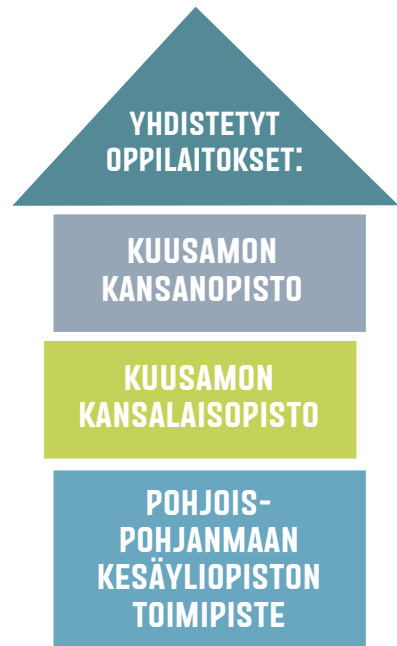 YHDISTETYT
OPPILAITOKSET:
KUUSAMON
KANSANOPISTO
KUUSAMON
KANSALAISOPISTO
POHJOIS-
POHJANMAAN
KESÄYLIOPISTON
TOIMIPISTE